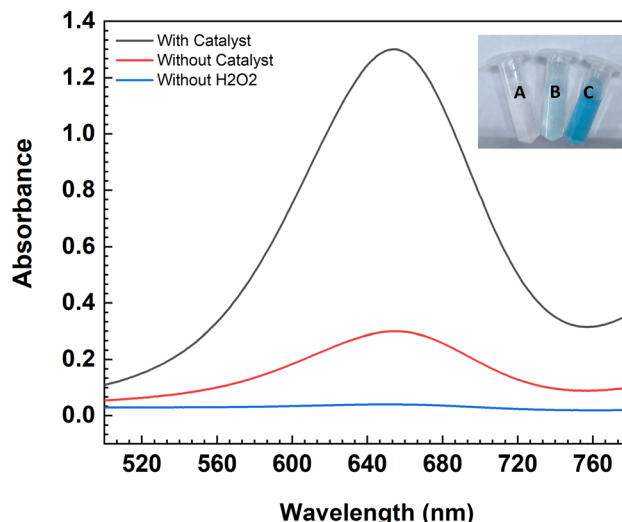 1.4
With Catalyst
Without Catalyst
Without H2O2
1.2
1.0
0.8
0.6
0.4
0.2
0.0
A B C
Absorbance
520 560 600 640 680 720 760
Wavelength (nm)